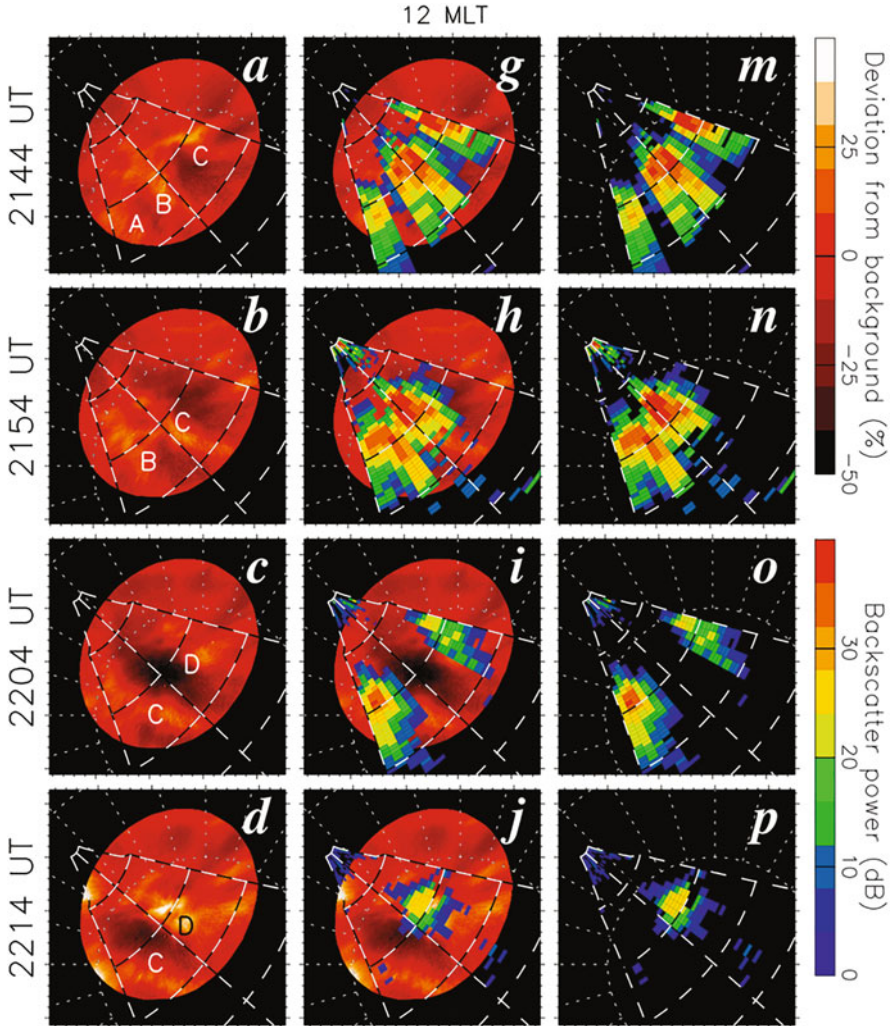 12 MLT
2144 UT
a
C
B
A
g
m
2154 UT
b
C
B
h
n
2204 UT
c
D
C
i
o
2214 UT
d
D
C
j
p
Deviation from background (%)
25
0
−25
−50
Backscatter power (dB)
30
20
10
0